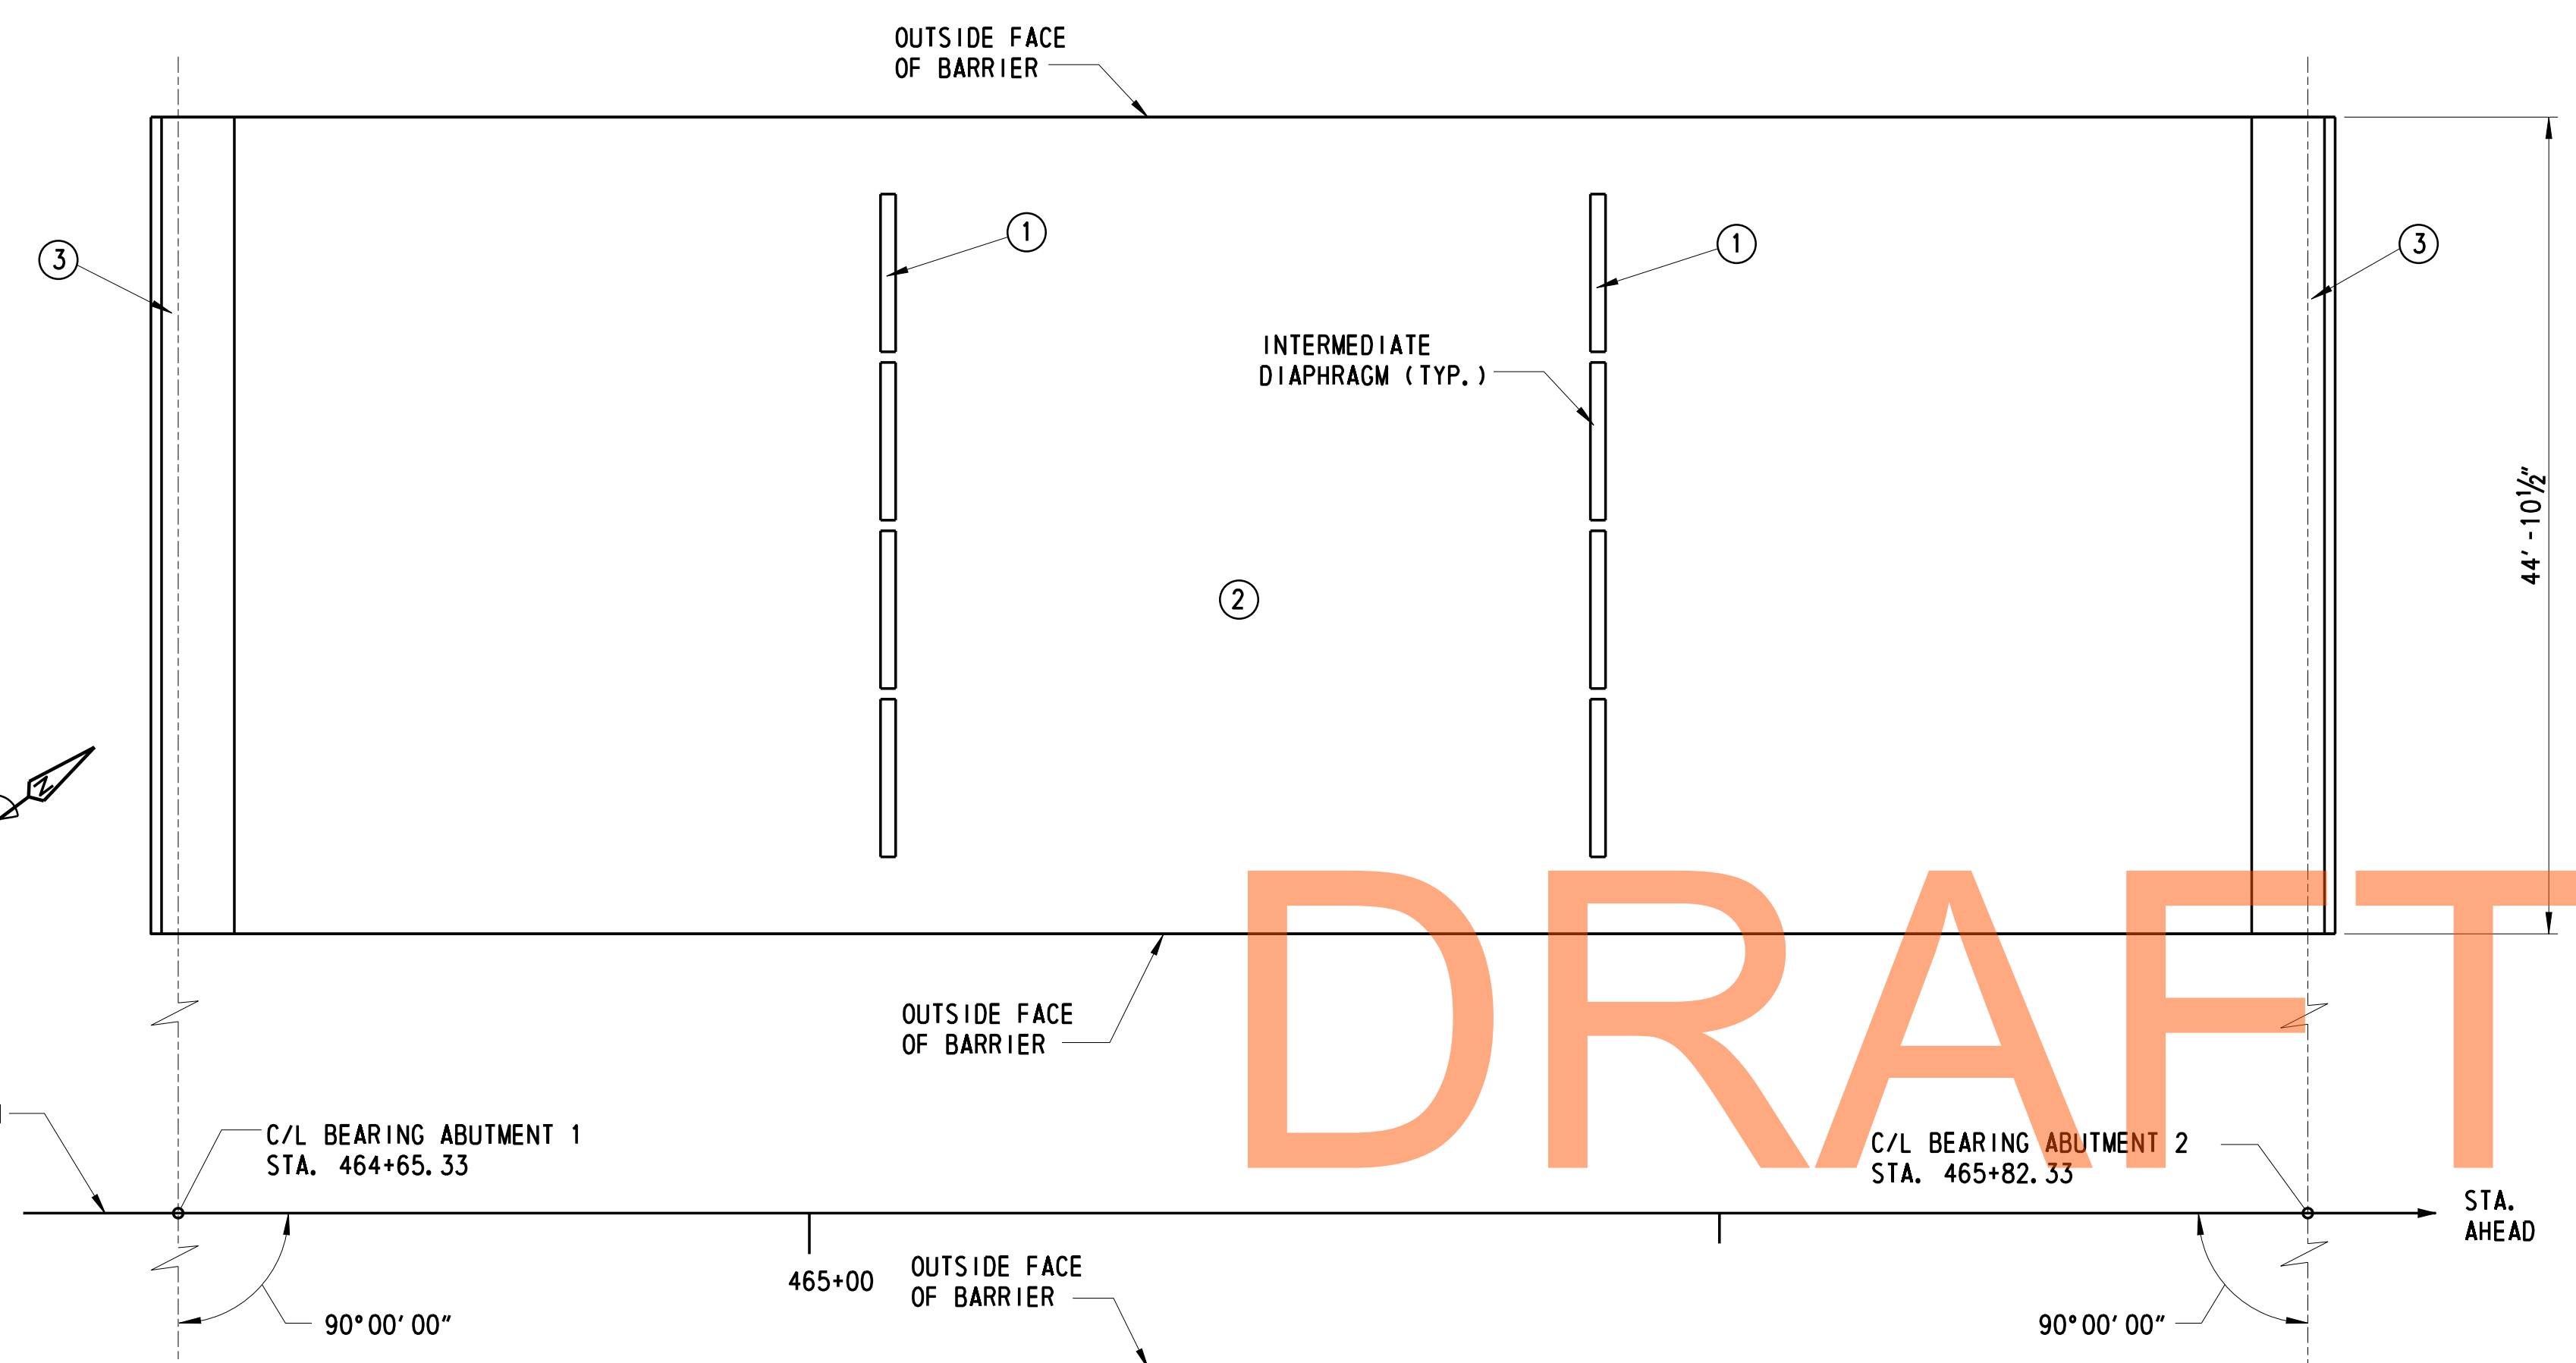 OUTSIDE FACE
OF BARRIER
3
1
1
3
INTERMEDIATE
DIAPHRAGM (TYP.)
44'-10½"
2
N
DRAFT
OUTSIDE FACE
OF BARRIER
C/L BEARING ABUTMENT 1
STA. 464+65.33
C/L BEARING ABUTMENT 2
STA. 465+82.33
STA.
AHEAD
465+00
OUTSIDE FACE
OF BARRIER
90°00'00"
90°00'00"